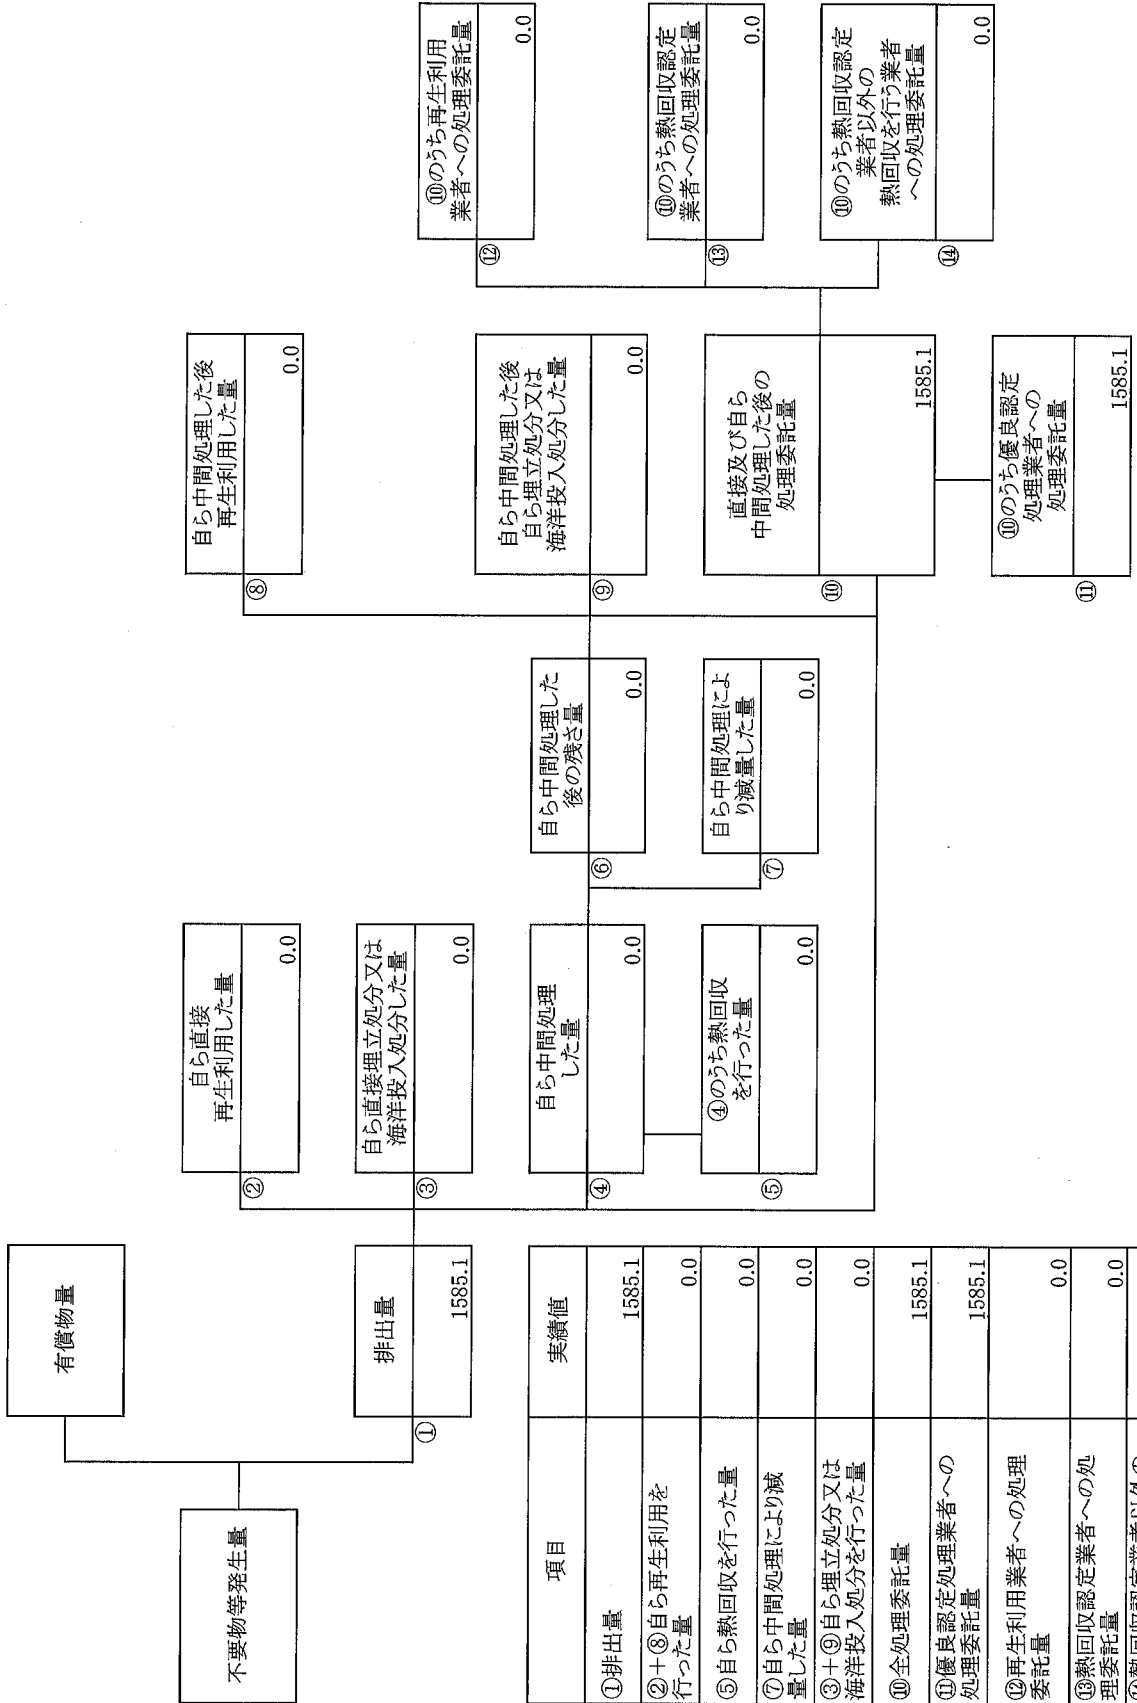 不要物等発生量
有償物量
排出量
①
1585.1
自ら直接
再生利用した量
②
0.0
自ら直接埋立処分又は
海洋投入処分した量
③
0.0
自ら中間処理
した量
④
0.0
④のうち熱回収
を行った量
⑤
0.0
自ら中間処理した
後の残さ量
⑥
0.0
自ら中間処理によ
り減量した量
⑦
0.0
自ら中間処理した後
再生利用した量
⑧
0.0
自ら中間処理した後
自ら埋立処分又は
海洋投入処分した量
⑨
0.0
直接及び自ら
中間処理した後の
処理委託量
⑩
1585.1
⑩のうち優良認定
処理業者への
処理委託量
⑪
1585.1
⑩のうち再生利用
業者への処理委託量
⑫
0.0
⑩のうち熱回収認定
業者への処理委託量
⑬
0.0
⑩のうち熱回収認定
業者以外の
熱回収を行う業者
への処理委託量
⑭
0.0
項目 実績値
①排出量 1585.1
②+⑧自ら再生利用を
行った量 0.0
⑤自ら熱回収を行った量 0.0
⑦自ら中間処理により減
量した量 0.0
③+⑨自ら埋立処分又は
海洋投入処分を行った量 0.0
⑩全処理委託量 1585.1
⑪優良認定処理業者への
処理委託量 1585.1
⑫再生利用業者への処理
委託量 0.0
⑬熱回収認定業者への処
理委託量 0.0